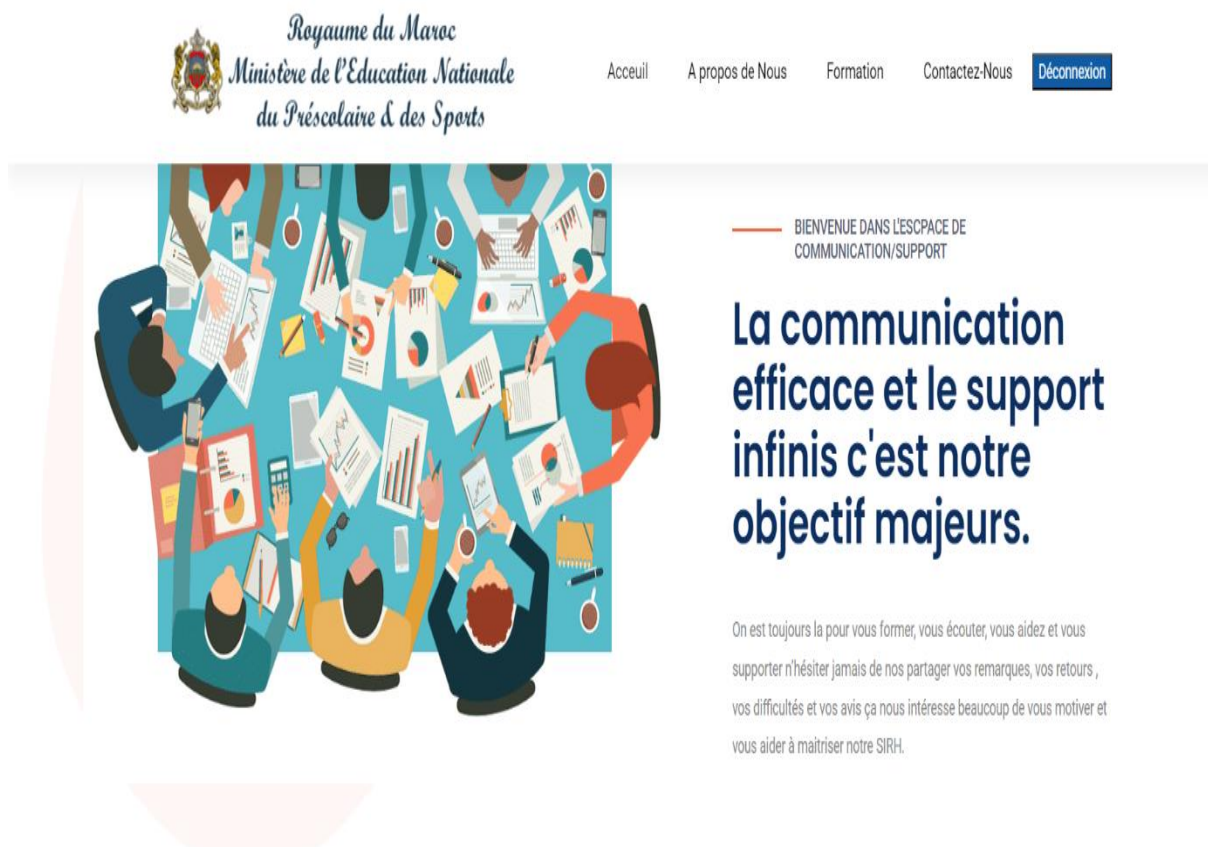 Royaume du Maroc
Ministère de l'Education Nationale
du Préscolaire & des Sports
Acceuil
A propos de Nous
Formation
Contactez-Nous
Déconnexion
BIENVENUE DANS L'ESCPACE DE
COMMUNICATION/SUPPORT
La communication
efficace et le support
infinis c'est notre
objectif majeurs.
On est toujours la pour vous former, vous écouter, vous aidez et vous
supporter n'hésiter jamais de nos partager vos remarques, vos retours ,
vos difficultés et vos avis ça nous intéresse beaucoup de vous motiver et
vous aider à maitriser notre SIRH.